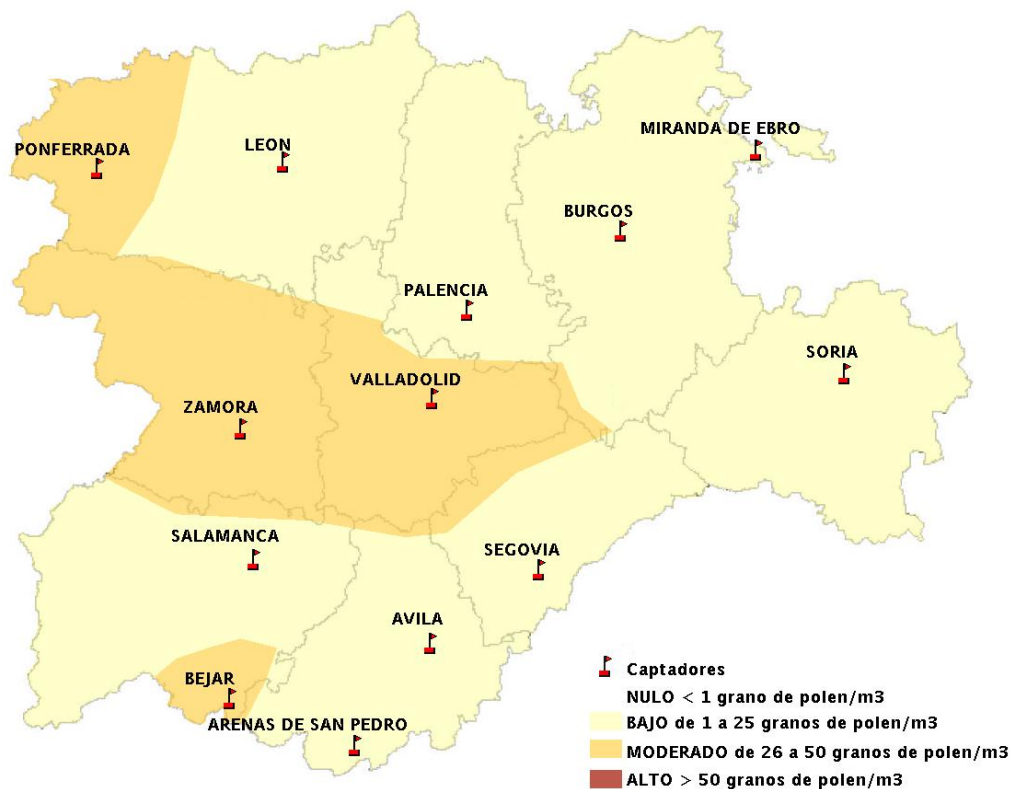 MIRANDA DE EBRO
PONFERRADA
LEON
BURGOS
PALENCIA
SORIA
VALLADOLID
ZAMORA
SALAMANCA
SEGOVIA
AVILA
BEJAR
ARENAS DE SAN PEDRO
Captadores
NULO < 1 grano de polen/m3
BAJO de 1 a 25 granos de polen/m3
MODERADO de 26 a 50 granos de polen/m3
ALTO > 50 granos de polen/m3